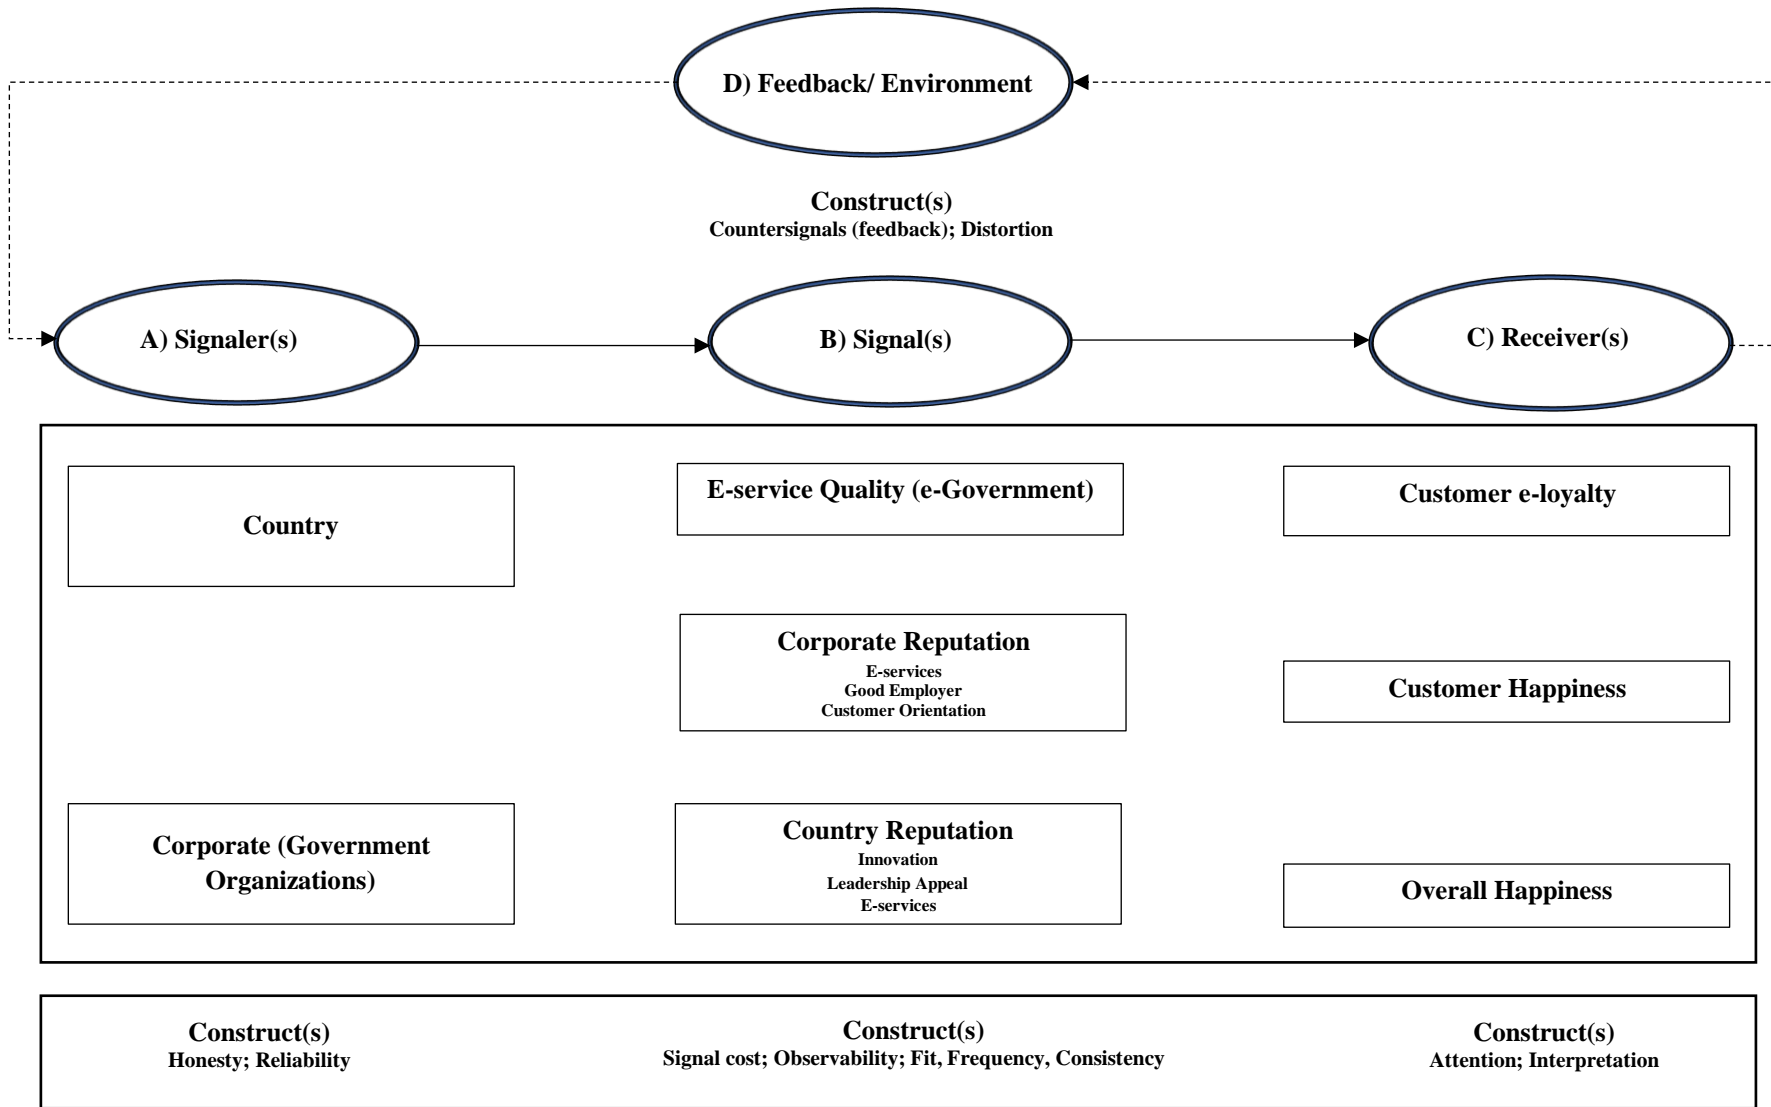 D) Feedback/ Environment
Construct(s)
Countersignals (feedback); Distortion
A) Signaler(s)
B) Signal(s)
C) Receiver(s)
Country
E-service Quality (e-Government)
Customer e-loyalty
Corporate Reputation
E-services
Good Employer
Customer Orientation
Customer Happiness
Corporate (Government
Organizations)
Country Reputation
Innovation
Leadership Appeal
E-services
Overall Happiness
Construct(s)
Honesty; Reliability
Construct(s)
Signal cost; Observability; Fit, Frequency, Consistency
Construct(s)
Attention; Interpretation